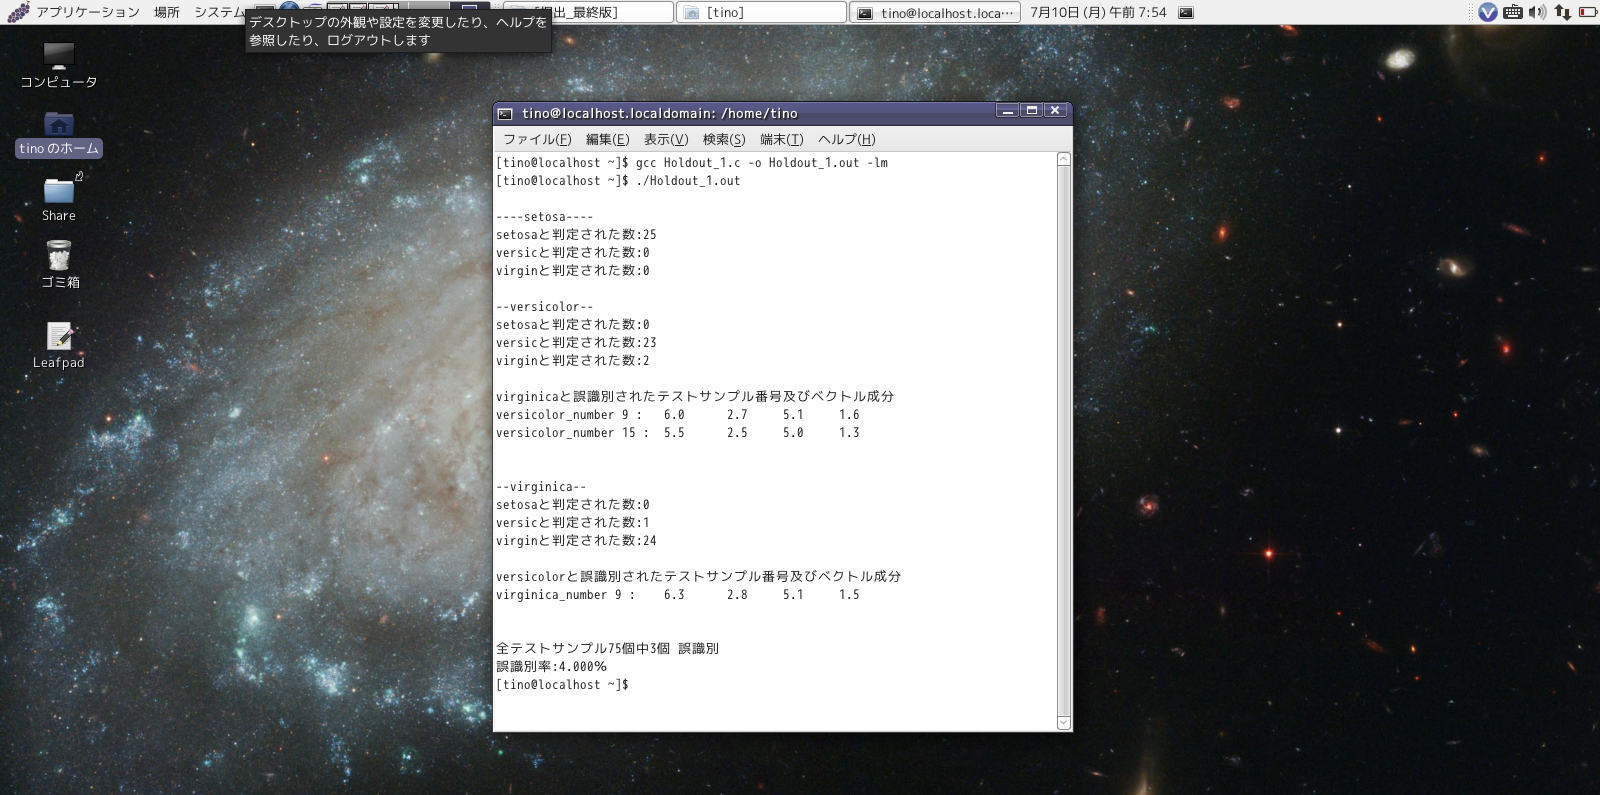 アプリケーション 場所 システム
出_最終版]
[tino]
tino@localhost.loca…
7月10日 (月) 午前 7:54
デスクトップの外観や設定を変更したり、ヘルプを
参照したり、ログアウトします
コンピュータ
tino のホーム
Share
ゴミ箱
Leafpad
tino@localhost.localdomain: /home/tino
ファイル(F) 編集(E) 表示(V) 検索(S) 端末(T) ヘルプ(H)
[tino@localhost ~]$ gcc Holdout_1.c -o Holdout_1.out -lm
[tino@localhost ~]$ ./Holdout_1.out
----setosa----
setosaと判定された数:25
versicと判定された数:0
virginと判定された数:0
--versicolor--
setosaと判定された数:0
versicと判定された数:23
virginと判定された数:2
virginicaと誤識別されたテストサンプル番号及びベクトル成分
versicolor_number 9 : 6.0 2.7 5.1 1.6
versicolor_number 15 : 5.5 2.5 5.0 1.3
--virginica--
setosaと判定された数:0
versicと判定された数:1
virginと判定された数:24
versicolorと誤識別されたテストサンプル番号及びベクトル成分
virginica_number 9 : 6.3 2.8 5.1 1.5
全テストサンプル75個中3個 誤識別
誤識別率:4.000%
[tino@localhost ~]$